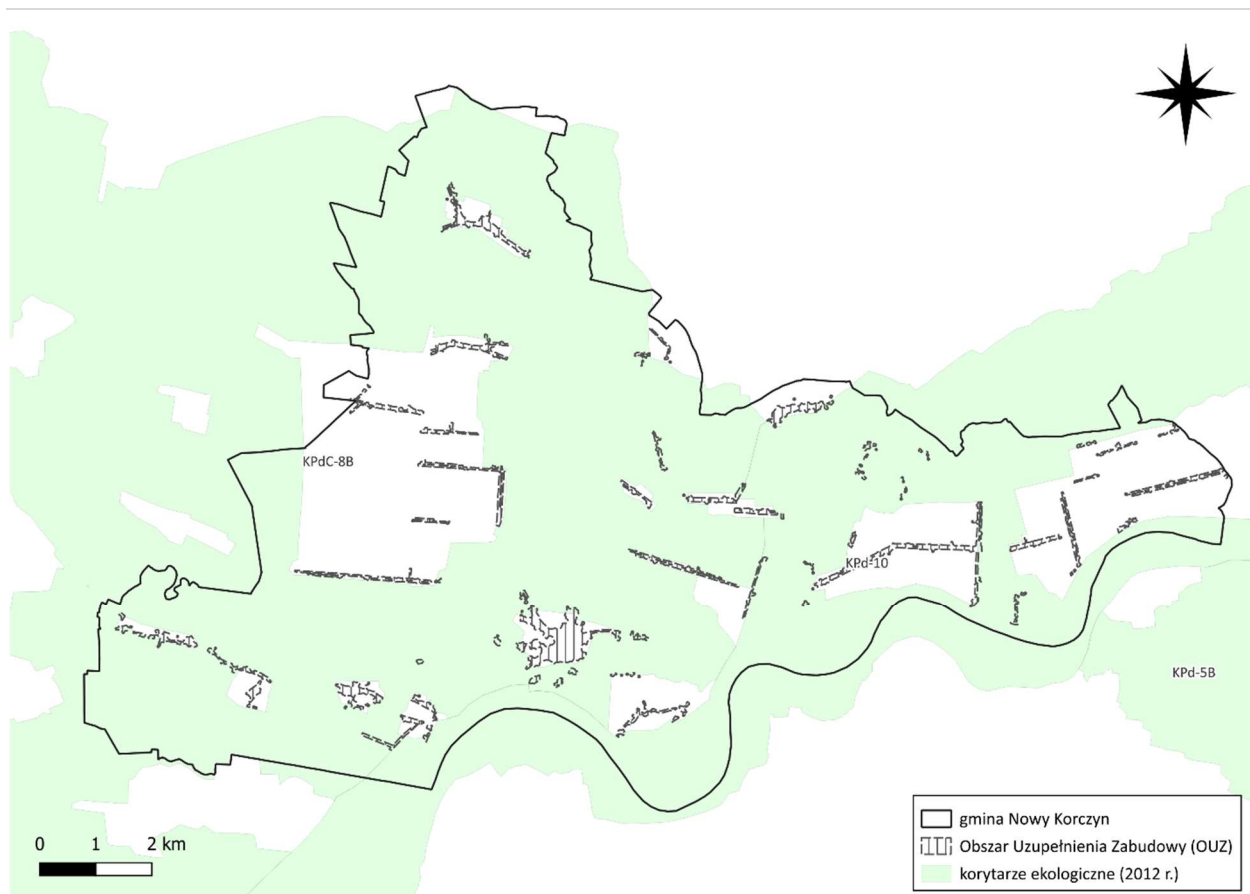 KPdC-8B
KPd-10
KPd-5B
0 1 2 km
gmina Nowy Korczyn
Obszar Uzupełnienia Zabudowy (OUZ)
korytarze ekologiczne (2012 r.)